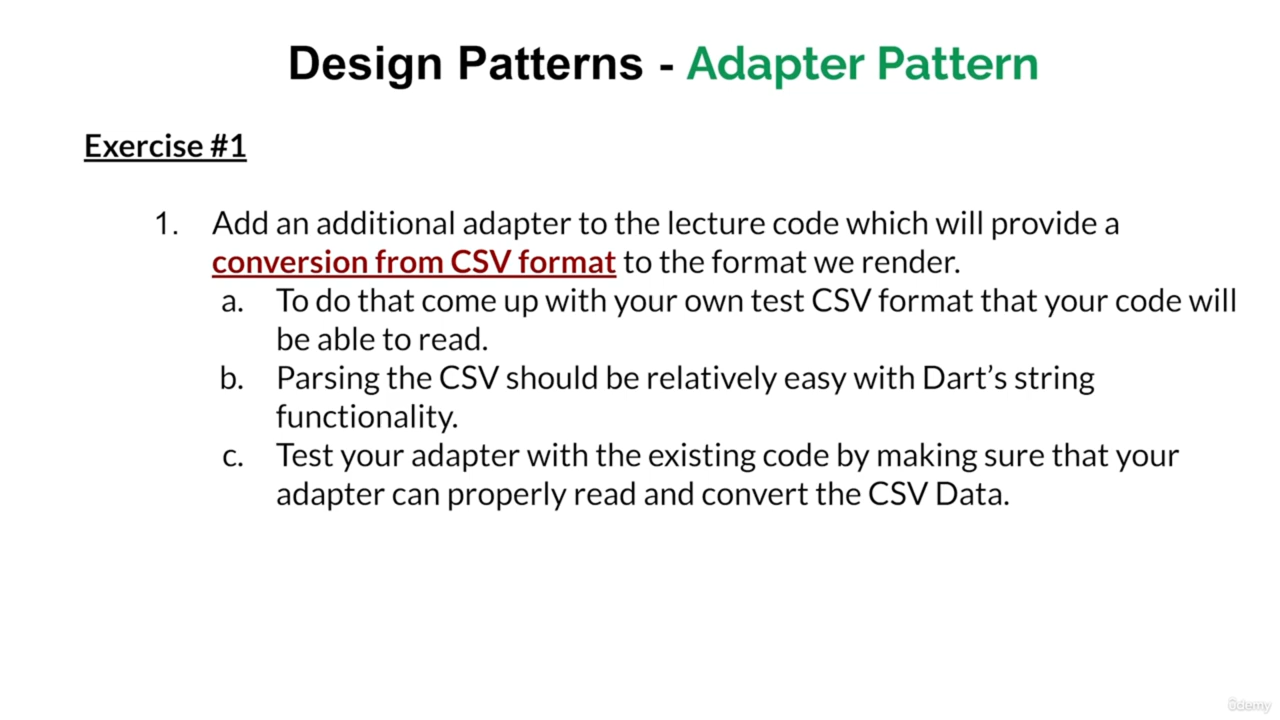 Design Patterns - Adapter Pattern
Exercise #1
1. Add an additional adapter to the lecture code which will provide a
conversion from CSV format to the format we render.
a. To do that come up with your own test CSV format that your code will
be able to read.
b. Parsing the CSV should be relatively easy with Dart’s string
functionality.
c. Test your adapter with the existing code by making sure that your
adapter can properly read and convert the CSV Data.
ûdemy